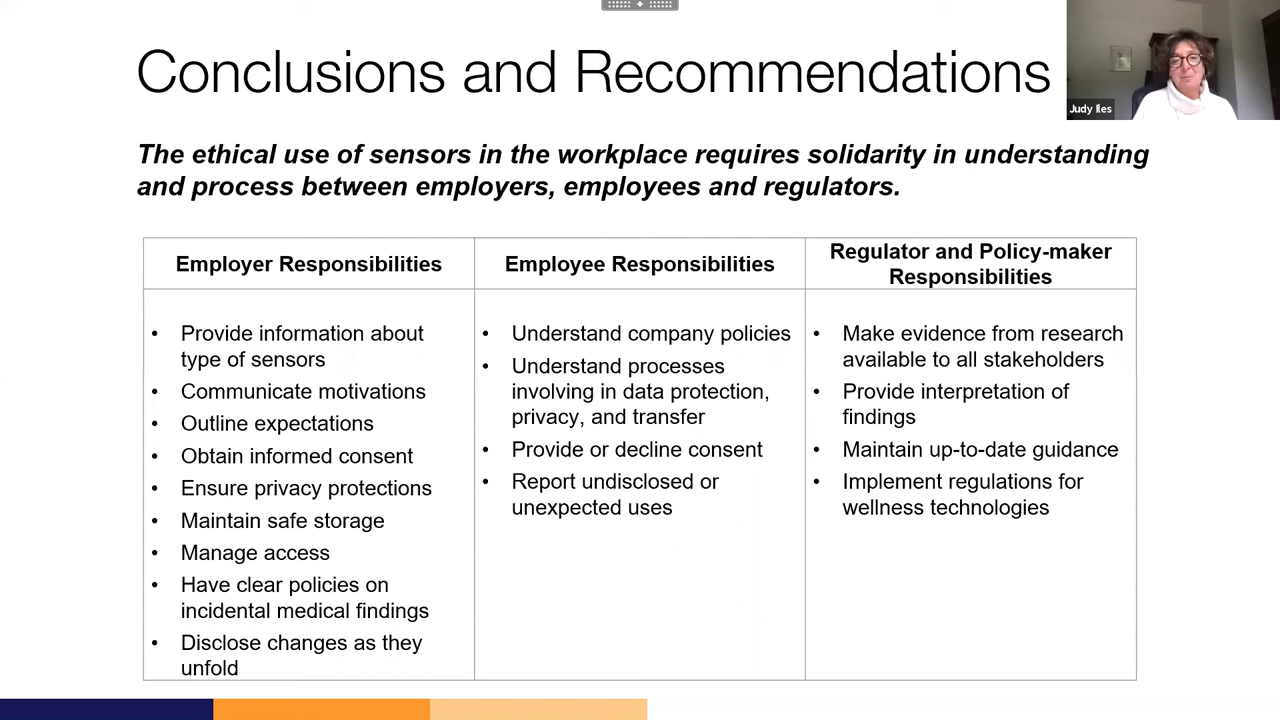 Conclusions and Recommendations
Judy Iles
The ethical use of sensors in the workplace requires solidarity in understanding
and process between employers, employees and regulators.
Employer Responsibilities
• Provide information about
type of sensors
• Communicate motivations
• Outline expectations
• Obtain informed consent
• Ensure privacy protections
• Maintain safe storage
• Manage access
• Have clear policies on
incidental medical findings
• Disclose changes as they
unfold
Employee Responsibilities
• Understand company policies
• Understand processes
involving in data protection,
privacy, and transfer
• Provide or decline consent
• Report undisclosed or
unexpected uses
Regulator and Policy-maker
Responsibilities
• Make evidence from research
available to all stakeholders
• Provide interpretation of
findings
• Maintain up-to-date guidance
• Implement regulations for
wellness technologies